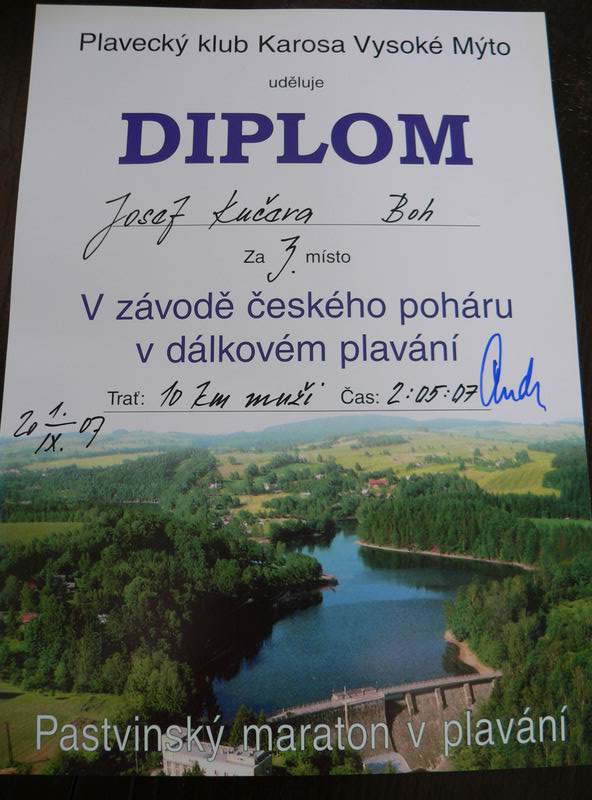 Plavecký klub Karosa Vysoké Mýto
uděluje
DIPLOM
Josef Kučera Boh
Za 3. místo
V závodě českého poháru
v dálkovém plavání
Trať: 10 km muži Čas: 2:05:07
20 1./IX. 07
Pastvinský maraton v plavání